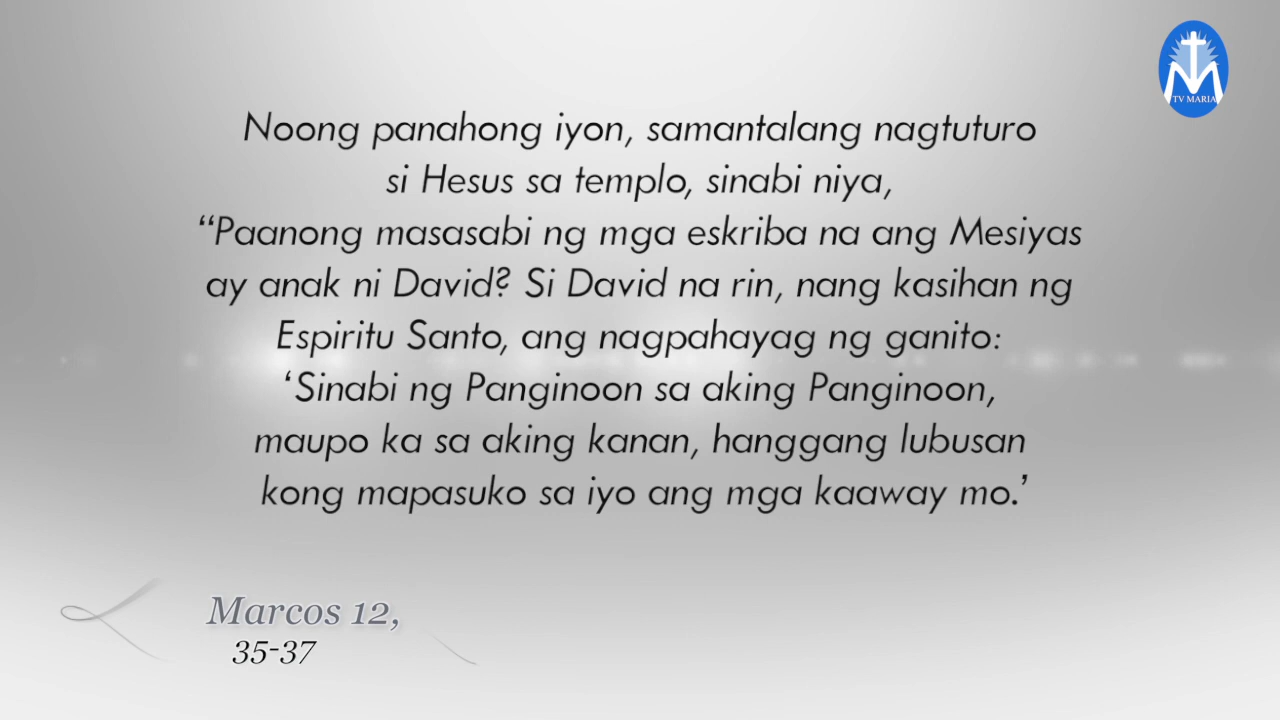 TV MARIA
Noong panahong iyon, samantalang nagtuturo
si Hesus sa templo, sinabi niya,
“Paanong masasabi ng mga eskriba na ang Mesiyas
ay anak ni David? Si David na rin, nang kasihan ng
Espiritu Santo, ang nagpahayag ng ganito:
‘Sinabi ng Panginoon sa aking Panginoon,
maupo ka sa aking kanan, hanggang lubusan
kong mapasuko sa iyo ang mga kaaway mo.’
Marcos 12,
35-37